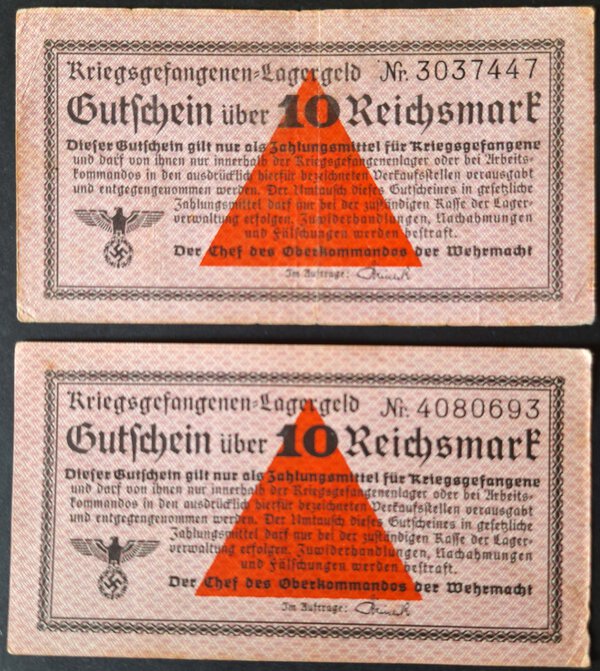 Kriegsgefangenen-Lagergeld Nr. 3037447
Gutschein über 10 Reichsmark
Dieser Gutschein gilt nur als Zahlungsmittel für Kriegsgefangene
und darf von ihnen nur innerhalb der Kriegsgefangenenlager oder bei Arbeits-
kommandos in den ausdrücklich hierfür bezeichneten Verkaufsstellen verausgabt
und entgegengenommen werden. Der Umtausch dieses Gutscheines in gesetzliche
Zahlungsmittel darf nur bei der zuständigen Kasse der Lager-
verwaltung erfolgen. Zuwiderhandlungen, Nachahmungen
und Fälschungen werden bestraft.
Der Chef des Oberkommandos der Wehrmacht
Im Auftrage:
Kriegsgefangenen-Lagergeld Nr. 4080693
Gutschein über 10 Reichsmark
Dieser Gutschein gilt nur als Zahlungsmittel für Kriegsgefangene
und darf von ihnen nur innerhalb der Kriegsgefangenenlager oder bei Arbeits-
kommandos in den ausdrücklich hierfür bezeichneten Verkaufsstellen verausgabt
und entgegengenommen werden. Der Umtausch dieses Gutscheines in gesetzliche
Zahlungsmittel darf nur bei der zuständigen Kasse der Lager-
verwaltung erfolgen. Zuwiderhandlungen, Nachahmungen
und Fälschungen werden bestraft.
Der Chef des Oberkommandos der Wehrmacht
Im Auftrage: